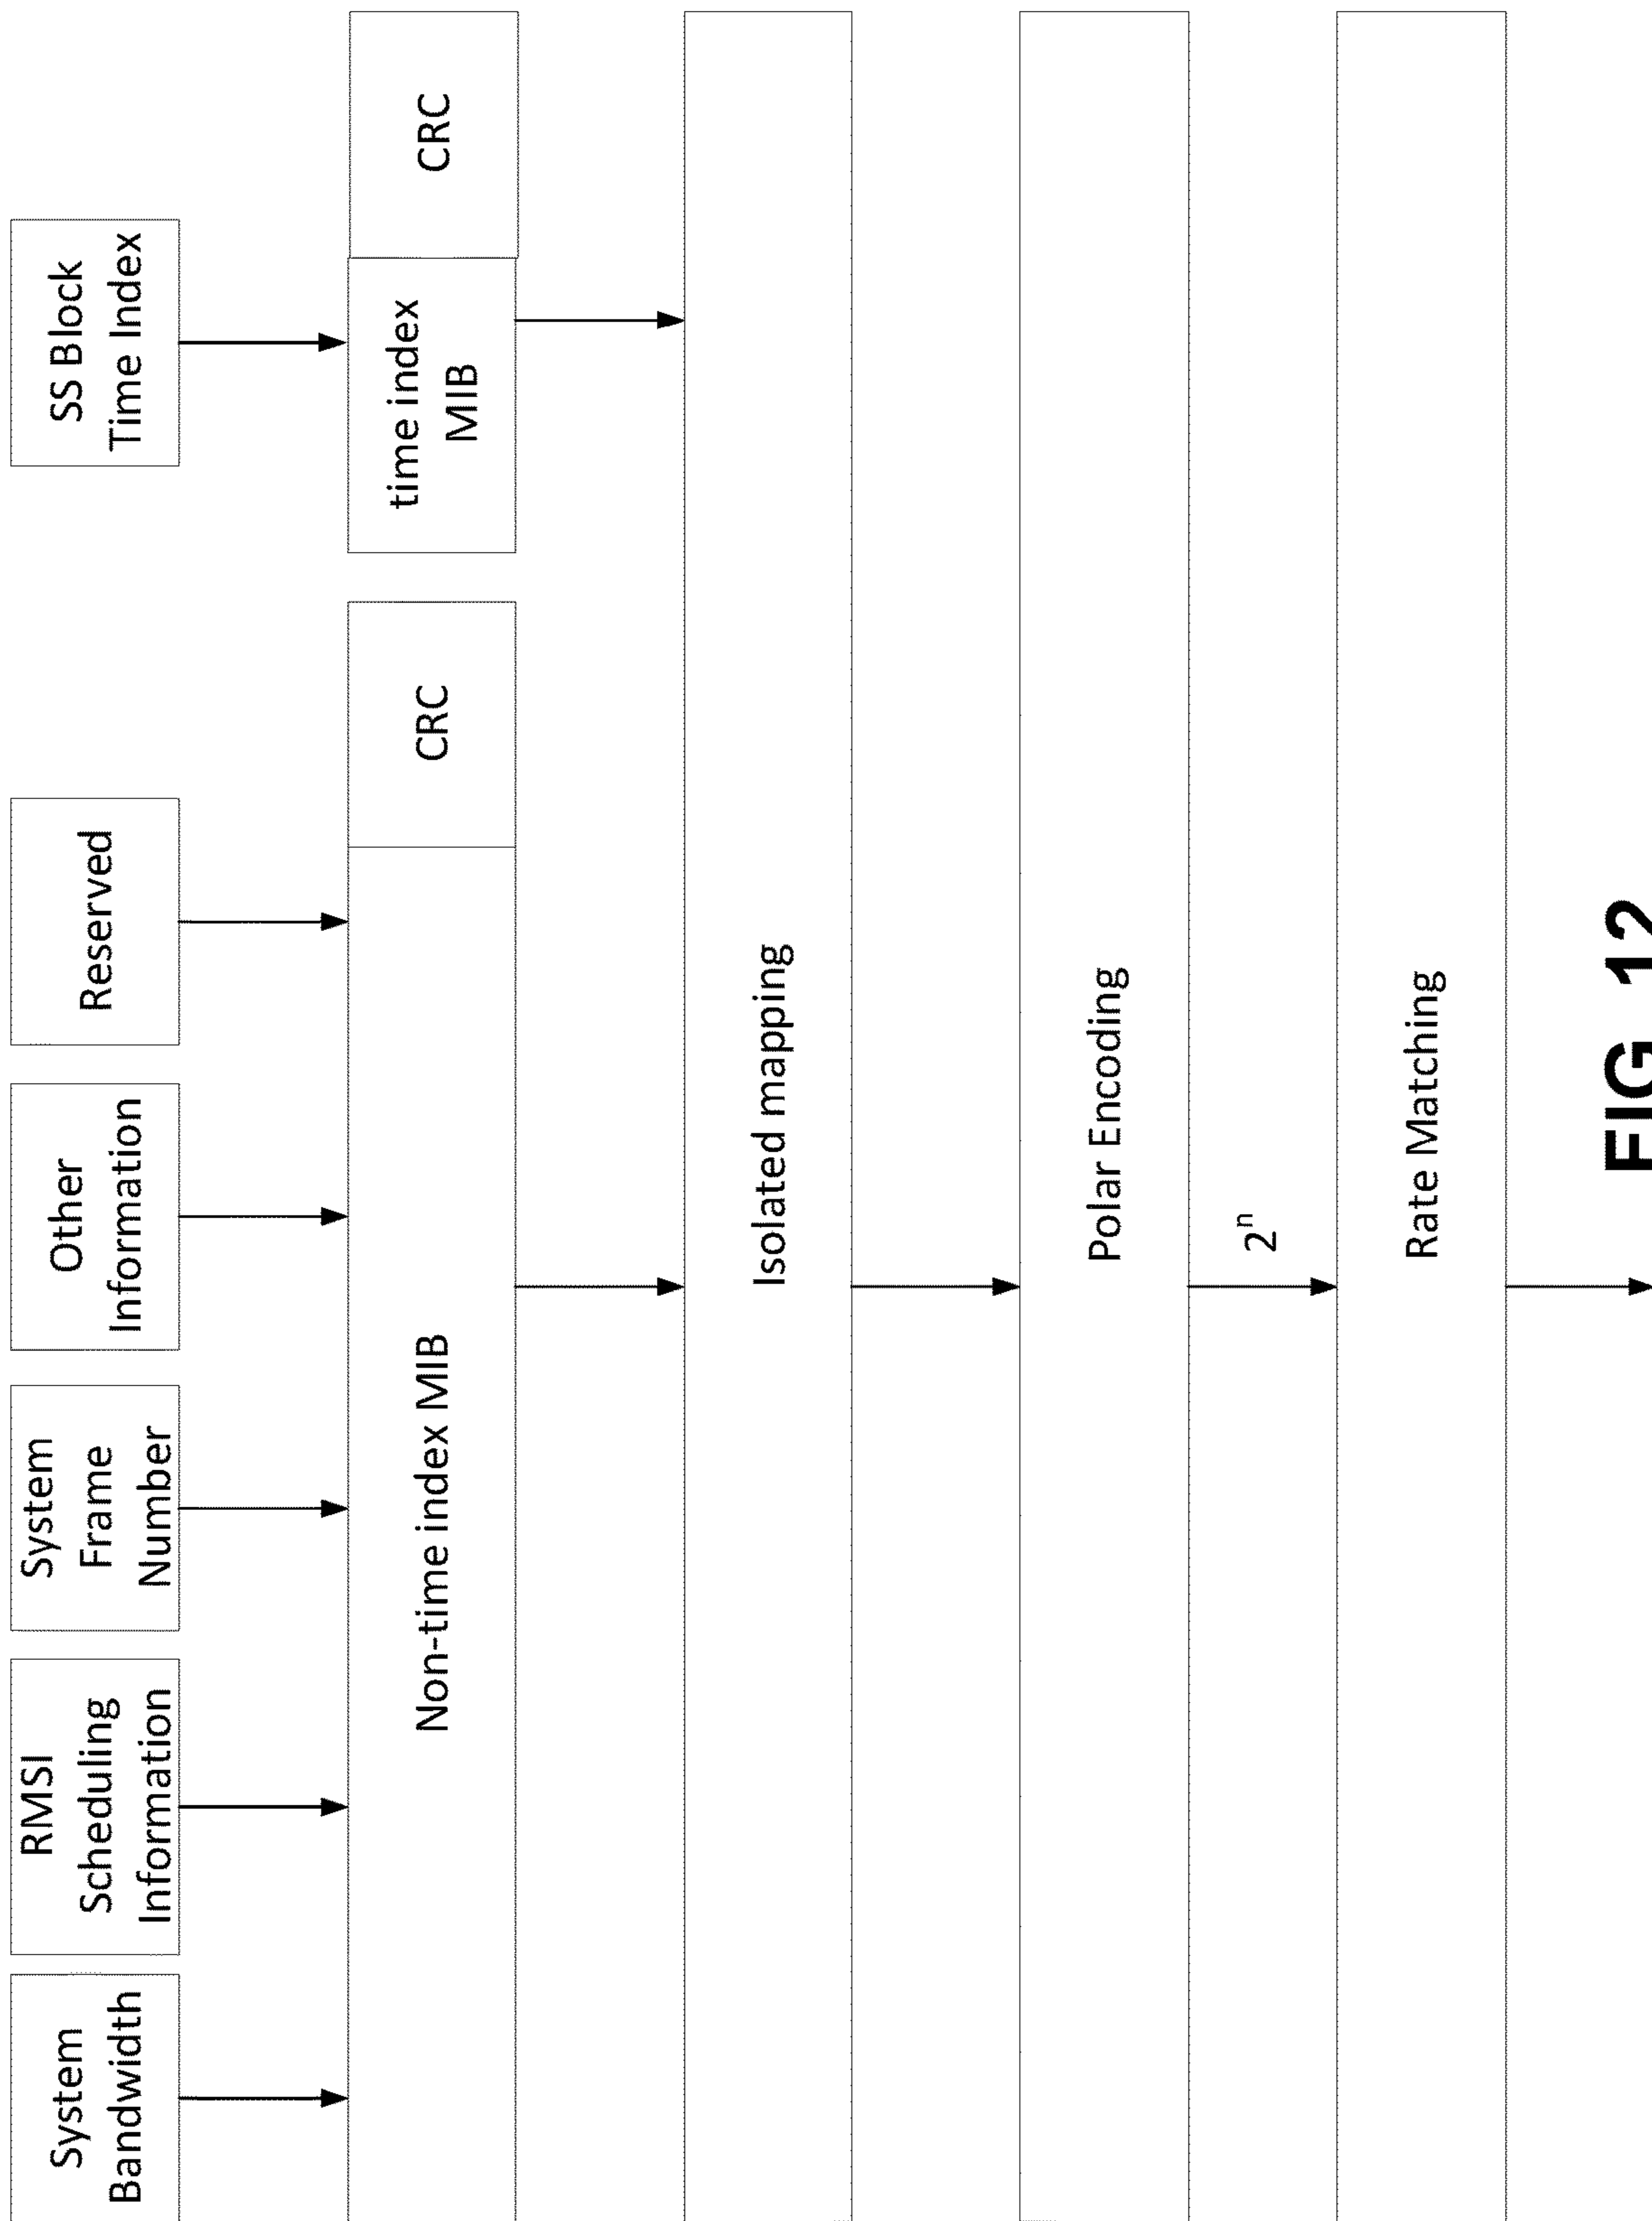 System
Bandwidth
RMSI
Scheduling
Information
System
Frame
Number
Other
Information
Reserved
SS Block
Time Index
Non-time index MIB
CRC
time index
MIB
CRC
Isolated mapping
Polar Encoding
2ⁿ
Rate Matching
FIG. 12